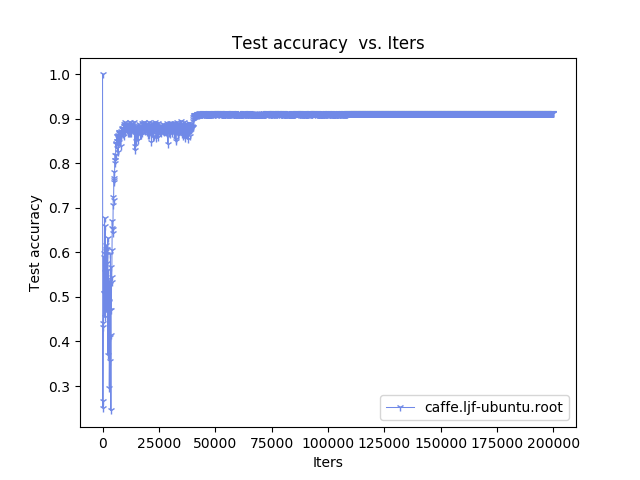 Test accuracy  vs. Iters
1.0
0.9
0.8
0.7
0.6
0.5
0.4
0.3
Test accuracy
caffe.ljf-ubuntu.root
0 25000 50000 75000 100000 125000 150000 175000 200000
Iters